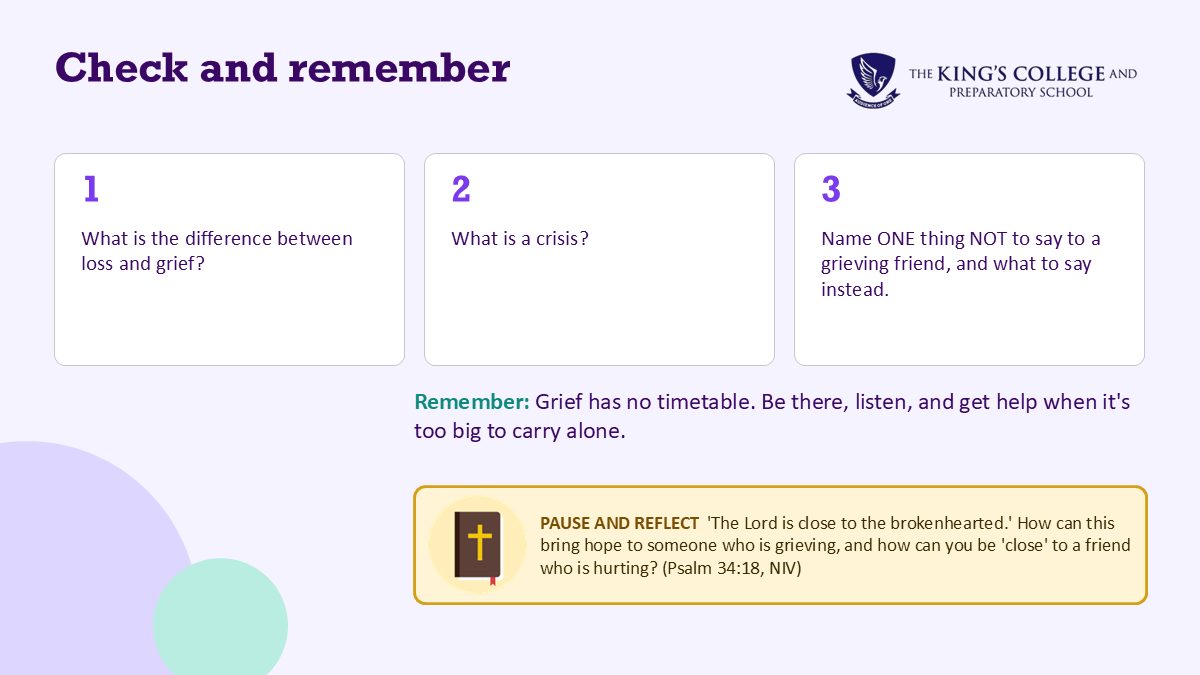 Check and remember
THE KING'S COLLEGE AND
PREPARATORY SCHOOL
AUDIENCE OF ONE
1
What is the difference between
loss and grief?
2
What is a crisis?
3
Name ONE thing NOT to say to a
grieving friend, and what to say
instead.
Remember: Grief has no timetable. Be there, listen, and get help when it's
too big to carry alone.
PAUSE AND REFLECT 'The Lord is close to the brokenhearted.' How can this
bring hope to someone who is grieving, and how can you be 'close' to a friend
who is hurting? (Psalm 34:18, NIV)